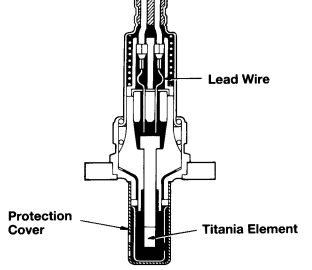 Lead Wire
Protection
Cover
Titania Element